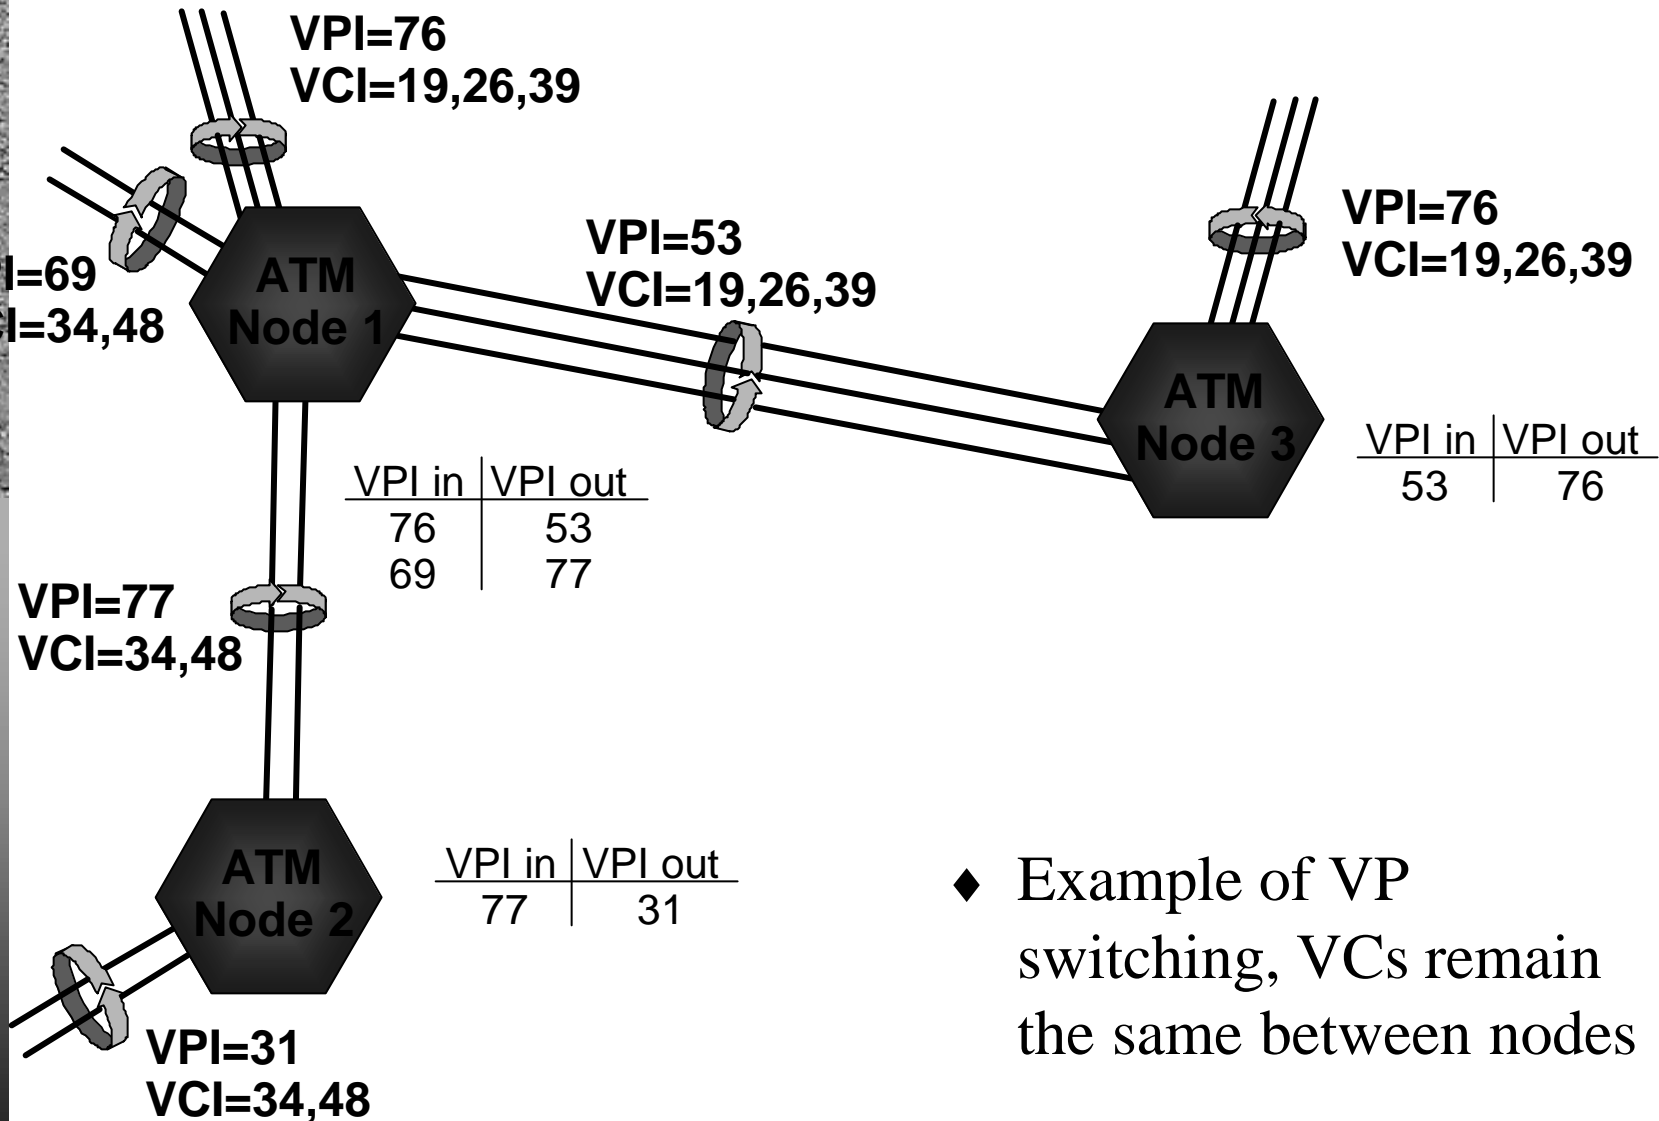 VPI=76
VCI=19,26,39
VPI=76
VCI=19,26,39
VPI=53
VCI=19,26,39
I=69
I=34,48
ATM
Node 1
ATM
Node 3
VPI in VPI out
53 76
VPI in VPI out
76 53
69 77
VPI=77
VCI=34,48
ATM
Node 2
VPI in VPI out
77 31
♦ Example of VP
switching, VCs remain
the same between nodes
VPI=31
VCI=34,48